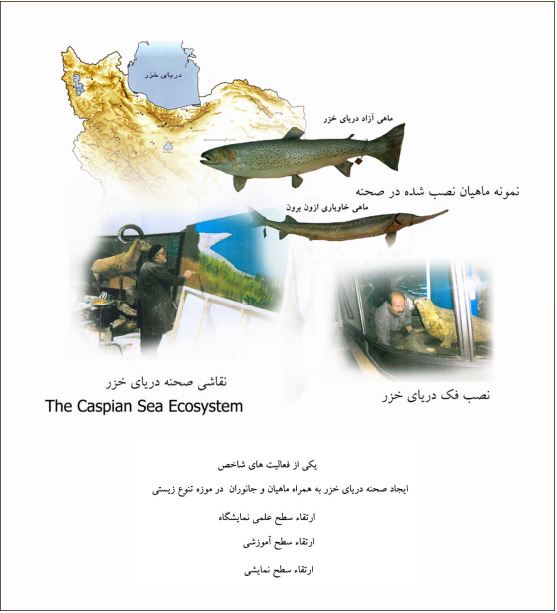 دریای خزر
ماهی آزاد دریای خزر
نمونه ماهیان نصب شده در صحنه
ماهی خاویاری ازون برون
نقاشی صحنه دریای خزر
The Caspian Sea Ecosystem
نصب فک دریای خزر
یکی از فعالیت های شاخص
ایجاد صحنه دریای خزر به همراه ماهیان و جانوران در موزه تنوع زیستی
ارتقاء سطح علمی نمایشگاه
ارتقاء سطح آموزشی
ارتقاء سطح نمایشی